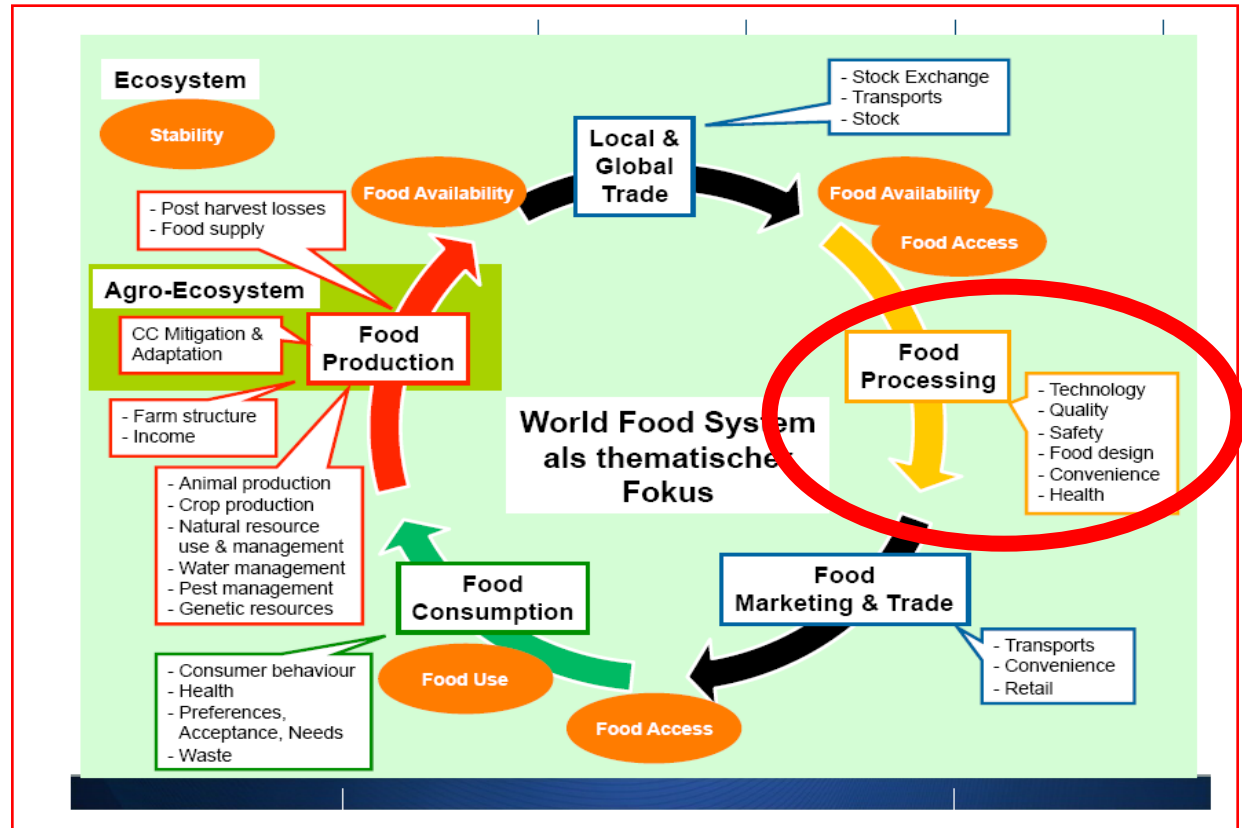 Ecosystem
Stability
- Stock Exchange
- Transports
- Stock
Local &
Global
Trade
Food Availability
Food Availability
Food Access
- Post harvest losses
- Food supply
Agro-Ecosystem
CC Mitigation &
Adaptation
Food
Production
Food
Processing
- Technology
- Quality
- Safety
- Food design
- Convenience
- Health
- Farm structure
- Income
World Food System
als thematischer
Fokus
- Animal production
- Crop production
- Natural resource
use & management
- Water management
- Pest management
- Genetic resources
Food
Consumption
Food
Marketing & Trade
- Transports
- Convenience
- Retail
- Consumer behaviour
- Health
- Preferences,
Acceptance, Needs
- Waste
Food Use
Food Access